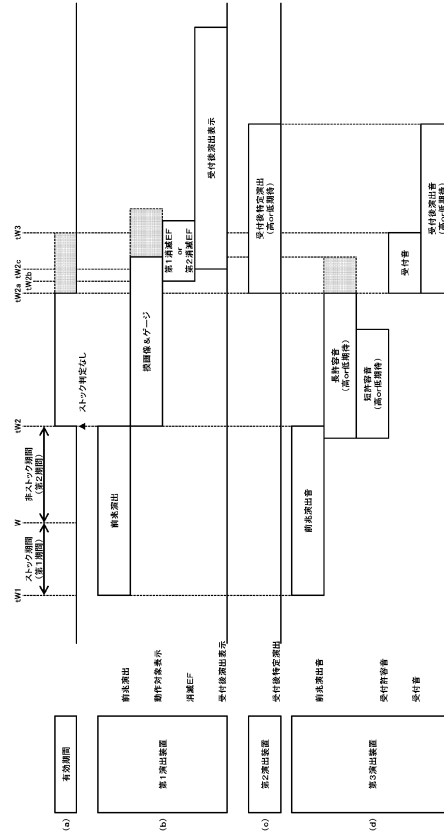 tW1
W
tW2
tW2a
tW2b
tW2c
tW3
ストック期間
(第1期間)
非ストック期間
(第2期間)
ストック判定なし
(a)
有効期間
(b)
第1演出装置
前兆演出
動作対象表示
消滅EF
受付後演出表示
前兆演出
操画像＆ゲージ
第1消滅EF
or
第2消滅EF
受付後演出表示
(c)
第2演出装置
受付後特定演出
受付後特定演出
(高or低期待)
(d)
第3演出装置
前兆演出音
受付許容音
受付音
前兆演出音
長許容音
(高or低期待)
短許容音
(高or低期待)
受付音
受付後演出音
(高or低期待)